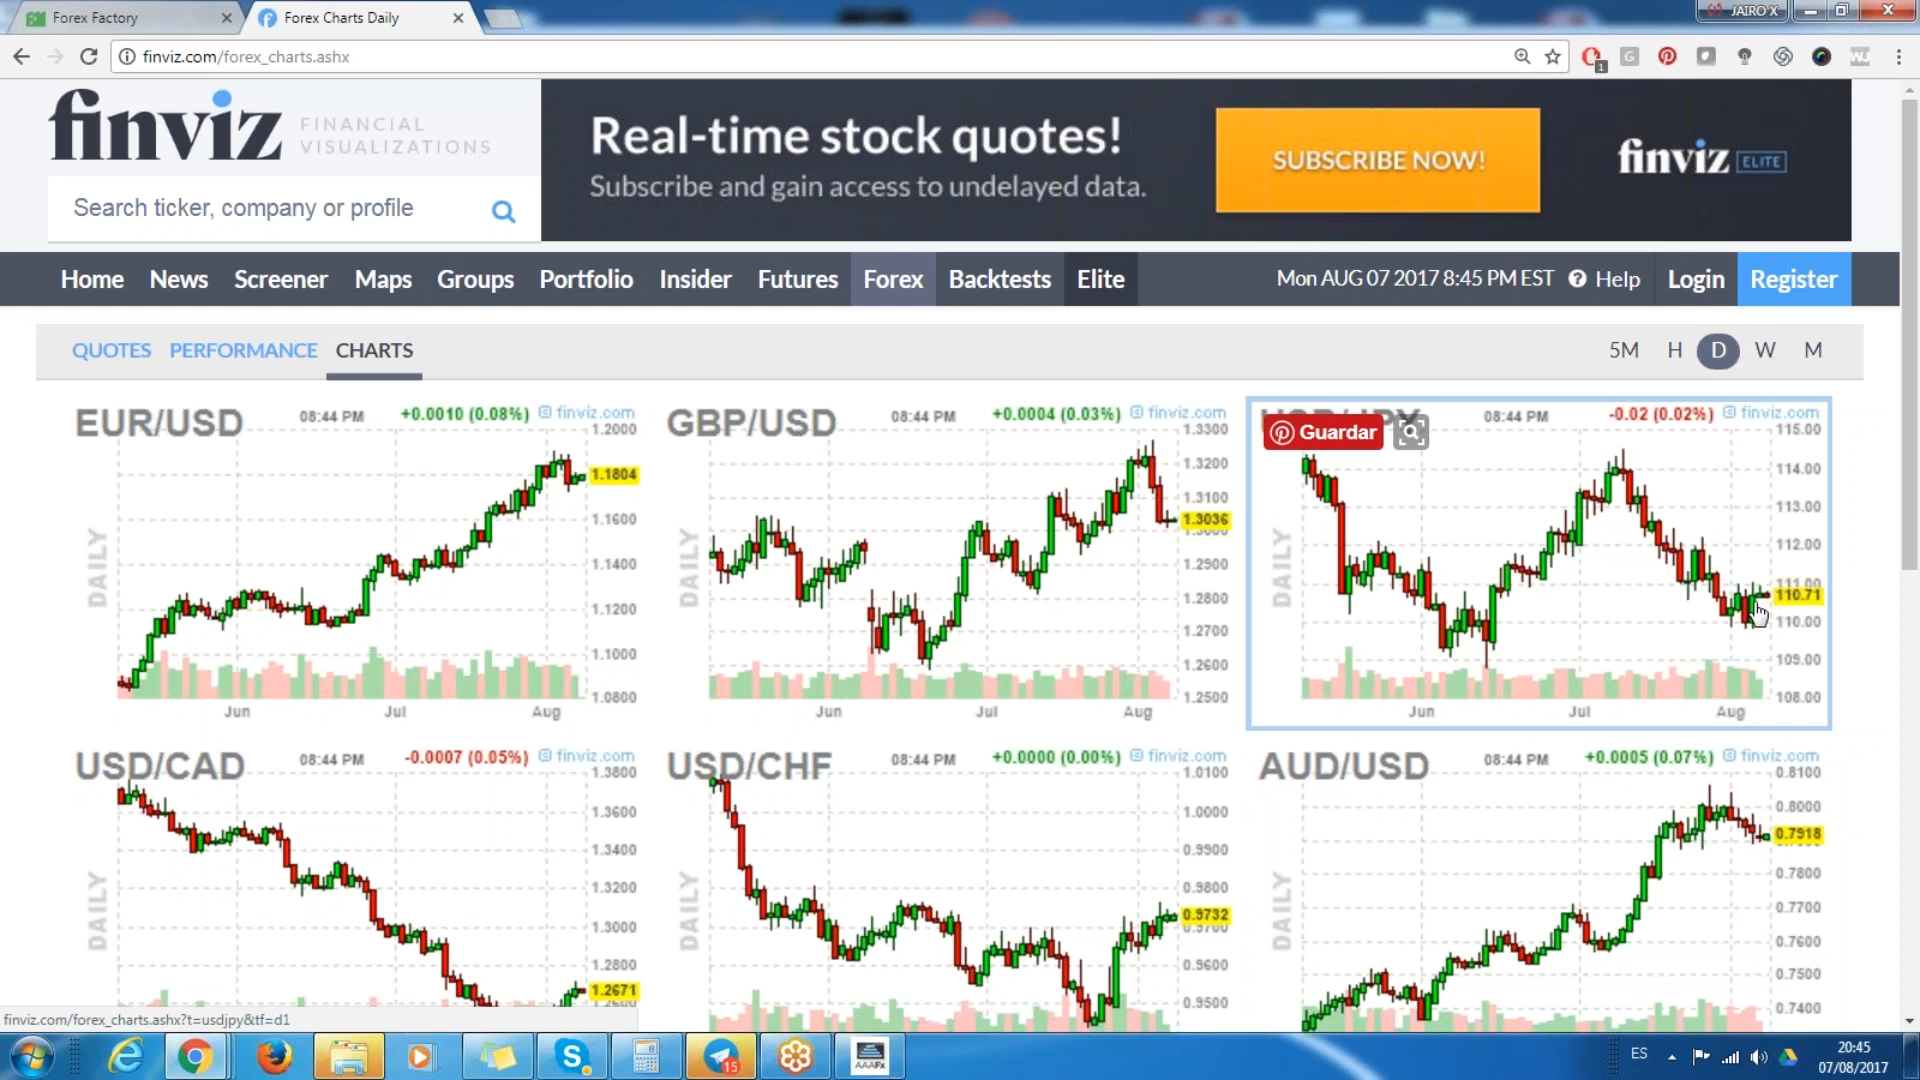 Forex Factory
Forex Charts Daily
JAIRO X
finviz.com/forex_charts.ashx
1
finviz FINANCIAL VISUALIZATIONS
Search ticker, company or profile
Real-time stock quotes!
Subscribe and gain access to undelayed data.
SUBSCRIBE NOW!
finviz ELITE
Home News Screener Maps Groups Portfolio Insider Futures Forex Backtests Elite Mon AUG 07 2017 8:45 PM EST Help Login Register
QUOTES PERFORMANCE CHARTS 5M H D W M
EUR/USD 08:44 PM +0.0010 (0.08%) © finviz.com
1.2000
1.1804
1.1600
1.1400
1.1200
1.1000
1.0800
DAILY
Jun Jul Aug
GBP/USD 08:44 PM +0.0004 (0.03%) © finviz.com
1.3300
1.3200
1.3100
1.3036
1.3000
1.2900
1.2800
1.2700
1.2600
1.2500
DAILY
Jun Jul Aug
Guardar
08:44 PM -0.02 (0.02%) © finviz.com
115.00
114.00
113.00
112.00
111.00
110.71
110.00
109.00
108.00
DAILY
Jun Jul Aug
USD/CAD 08:44 PM -0.0007 (0.05%) © finviz.com
1.3800
1.3600
1.3400
1.3200
1.3000
1.2800
1.2671
DAILY
USD/CHF 08:44 PM +0.0000 (0.00%) © finviz.com
1.0100
1.0000
0.9900
0.9800
0.9732
0.9700
0.9600
0.9500
DAILY
AUD/USD 08:44 PM +0.0005 (0.07%) © finviz.com
0.8100
0.8000
0.7918
0.7800
0.7700
0.7600
0.7500
0.7400
DAILY
finviz.com/forex_charts.ashx?t=usdjpy&tf=d1
15
AAAFx
ES
20:45
07/08/2017